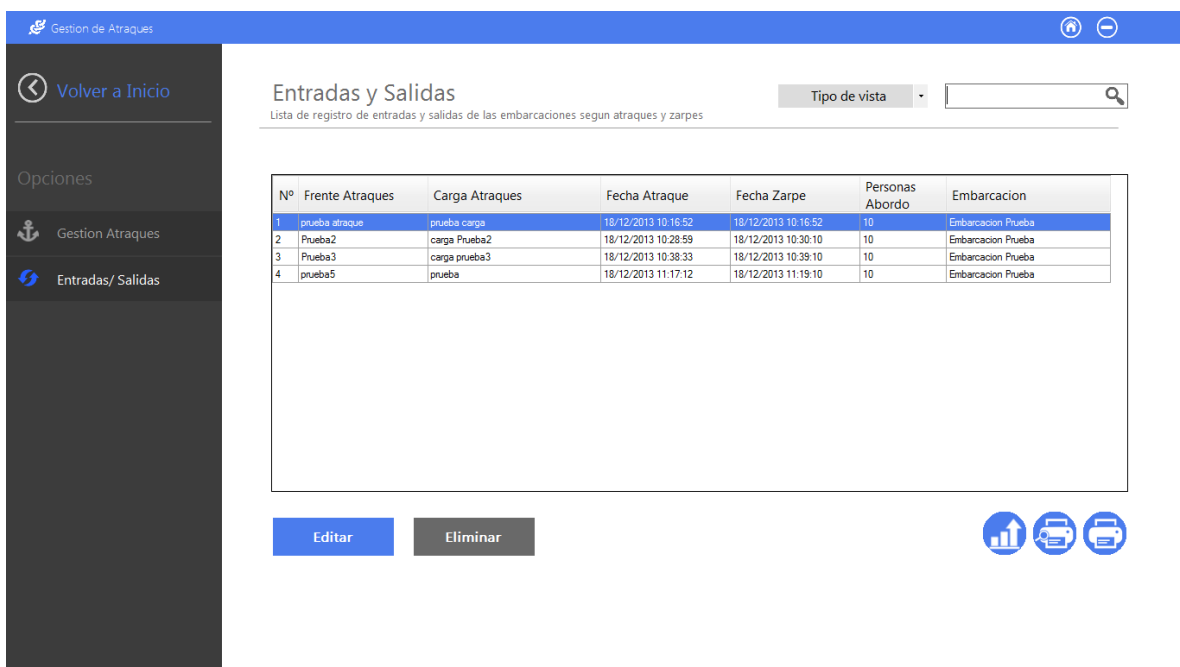 Gestion de Atraques
Volver a Inicio
Opciones
Gestion Atraques
Entradas/ Salidas
Entradas y Salidas
Lista de registro de entradas y salidas de las embarcaciones segun atraques y zarpes
Tipo de vista
Nº Frente Atraques Carga Atraques Fecha Atraque Fecha Zarpe Personas Abordo Embarcacion
1 prueba atraque prueba carga 18/12/2013 10:16:52 18/12/2013 10:16:52 10 Embarcacion Prueba
2 Prueba2 carga Prueba2 18/12/2013 10:28:59 18/12/2013 10:30:10 10 Embarcacion Prueba
3 Prueba3 carga prueba3 18/12/2013 10:38:33 18/12/2013 10:39:10 10 Embarcacion Prueba
4 prueba5 prueba 18/12/2013 11:17:12 18/12/2013 11:19:10 10 Embarcacion Prueba
Editar Eliminar